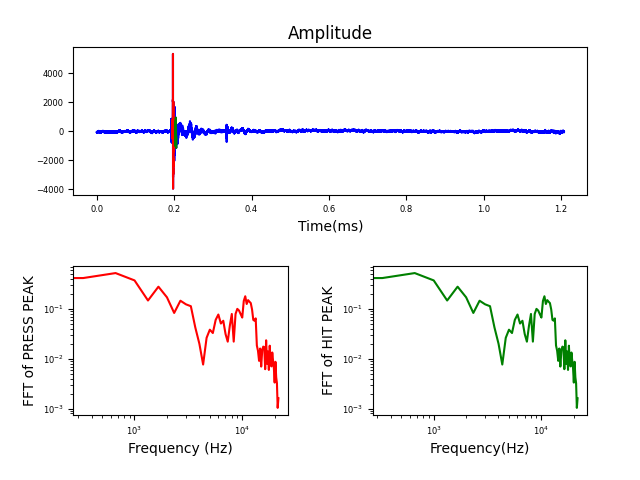 Amplitude
4000
2000
0
−2000
−4000
0.0 0.2 0.4 0.6 0.8 1.0 1.2
Time(ms)
FFT of PRESS PEAK
10⁻¹
10⁻²
10⁻³
10³ 10⁴
Frequency (Hz)
FFT of HIT PEAK
10⁻¹
10⁻²
10⁻³
10³ 10⁴
Frequency(Hz)